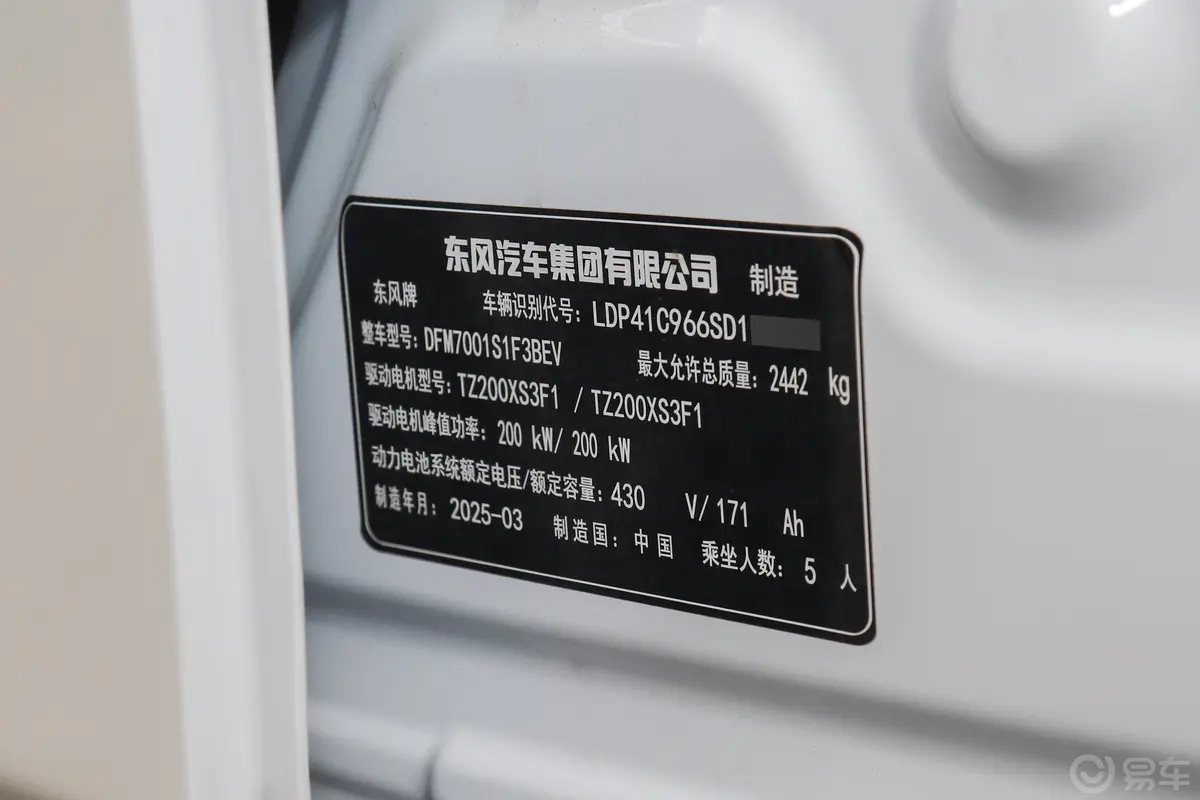 东风汽车集团有限公司 制造
东风牌 车辆识别代号: LDP41C966SD1
整车型号: DFM7001S1F3BEV 最大允许总质量: 2442 kg
驱动电机型号: TZ200XS3F1 / TZ200XS3F1
驱动电机峰值功率: 200 kW/ 200 kW
动力电池系统额定电压/额定容量: 430 V/ 171 Ah
制造年月: 2025-03 制造国: 中国 乘坐人数: 5 人
易车